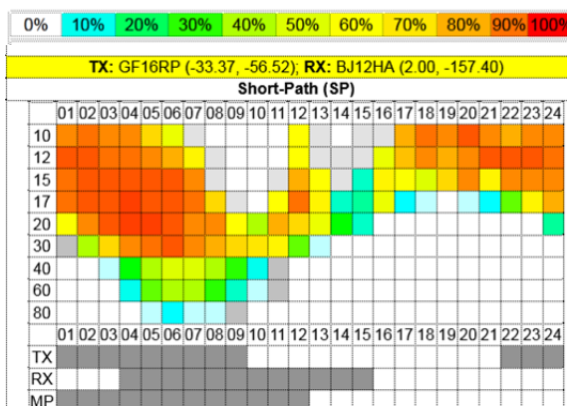 0% 10% 20% 30% 40% 50% 60% 70% 80% 90% 100%
TX: GF16RP (-33.37, -56.52); RX: BJ12HA (2.00, -157.40)
Short-Path (SP)
01 02 03 04 05 06 07 08 09 10 11 12 13 14 15 16 17 18 19 20 21 22 23 24
10
12
15
17
20
30
40
60
80
01 02 03 04 05 06 07 08 09 10 11 12 13 14 15 16 17 18 19 20 21 22 23 24
TX
RX
MP